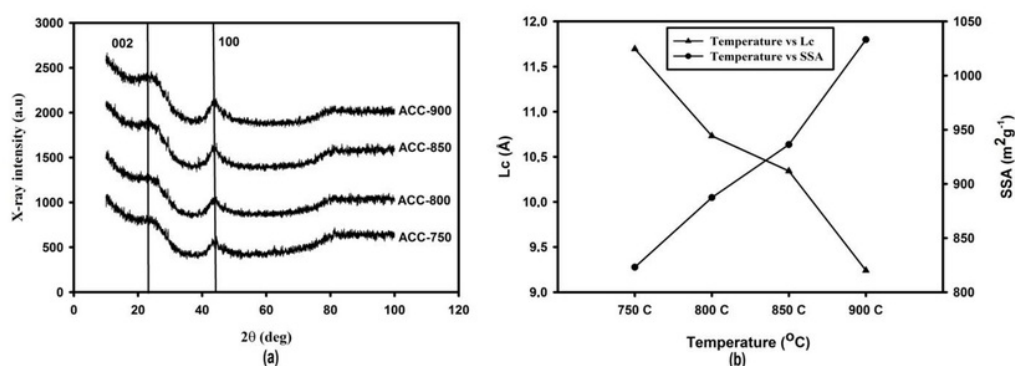 3000
2500
2000
1500
1000
500
0
X-ray intensity (a.u)
002
100
ACC-900
ACC-850
ACC-800
ACC-750
0 20 40 60 80 100 120
2θ (deg)
(a)
12.0
11.5
11.0
10.5
10.0
9.5
9.0
Lc (Å)
Temperature vs Lc
Temperature vs SSA
1050
1000
950
900
850
800
SSA (m²g⁻¹)
750 C 800 C 850 C 900 C
Temperature (⁰C)
(b)